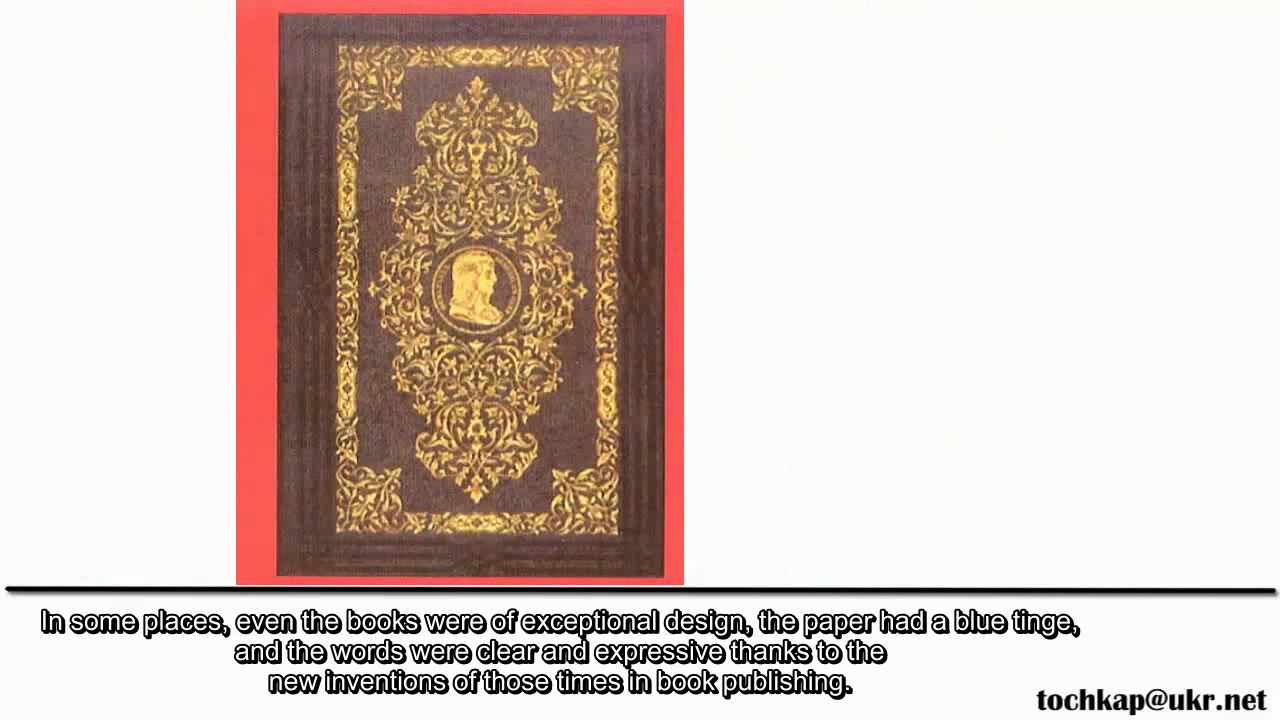 In some places, even the books were of exceptional design, the paper had a blue tinge,
and the words were clear and expressive thanks to the
new inventions of those times in book publishing.
tochkap@ukr.net